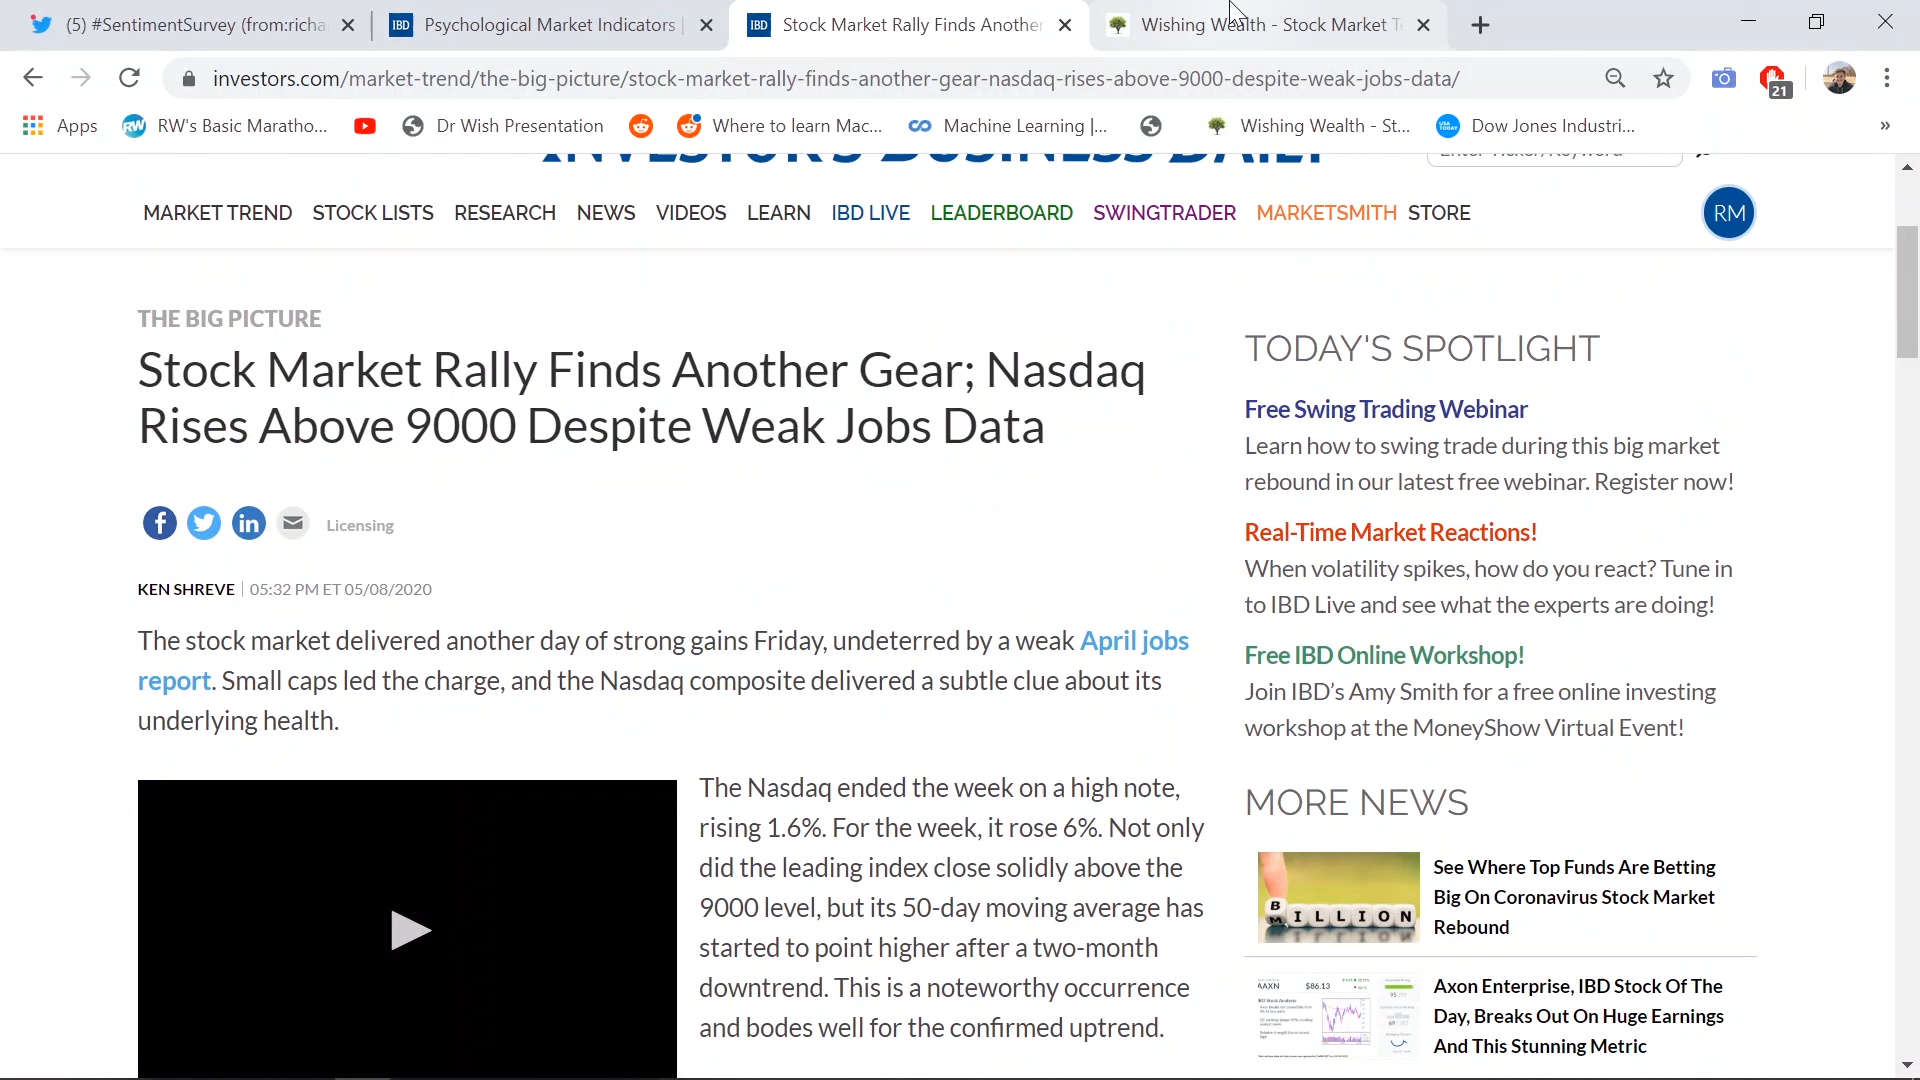 (5) #SentimentSurvey (from:richa
Psychological Market Indicators |
Stock Market Rally Finds Another
Wishing Wealth - Stock Market Te
investors.com/market-trend/the-big-picture/stock-market-rally-finds-another-gear-nasdaq-rises-above-9000-despite-weak-jobs-data/
21
Apps
RW's Basic Maratho...
Dr Wish Presentation
Where to learn Mac...
Machine Learning |...
Wishing Wealth - St...
Dow Jones Industri...
»
INVESTOR'S BUSINESS DAILY
Enter Ticker/Keyword
MARKET TREND STOCK LISTS RESEARCH NEWS VIDEOS LEARN IBD LIVE LEADERBOARD SWINGTRADER MARKETSMITH STORE
RM
THE BIG PICTURE
Stock Market Rally Finds Another Gear; Nasdaq
Rises Above 9000 Despite Weak Jobs Data
Licensing
KEN SHREVE | 05:32 PM ET 05/08/2020
The stock market delivered another day of strong gains Friday, undeterred by a weak April jobs
report. Small caps led the charge, and the Nasdaq composite delivered a subtle clue about its
underlying health.
The Nasdaq ended the week on a high note,
rising 1.6%. For the week, it rose 6%. Not only
did the leading index close solidly above the
9000 level, but its 50-day moving average has
started to point higher after a two-month
downtrend. This is a noteworthy occurrence
and bodes well for the confirmed uptrend.
TODAY'S SPOTLIGHT
Free Swing Trading Webinar
Learn how to swing trade during this big market
rebound in our latest free webinar. Register now!
Real-Time Market Reactions!
When volatility spikes, how do you react? Tune in
to IBD Live and see what the experts are doing!
Free IBD Online Workshop!
Join IBD's Amy Smith for a free online investing
workshop at the MoneyShow Virtual Event!
MORE NEWS
BILLION
See Where Top Funds Are Betting
Big On Coronavirus Stock Market
Rebound
AAXN $86.13
Axon Enterprise, IBD Stock Of The
Day, Breaks Out On Huge Earnings
And This Stunning Metric